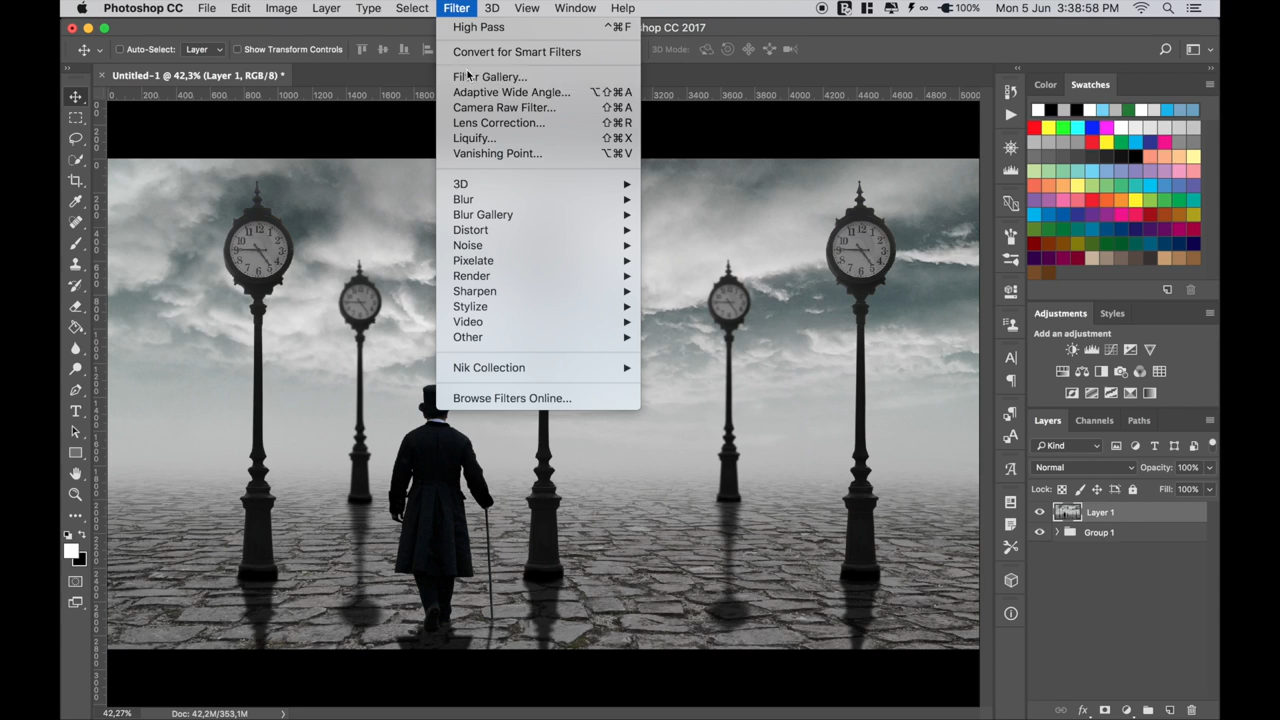 Photoshop CC File Edit Image Layer Type Select Filter 3D View Window Help 100% Mon 5 Jun 3:38:58 PM
shop CC 2017
Auto-Select: Layer Show Transform Controls 3D Mode:
Untitled-1 @ 42,3% (Layer 1, RGB/8) *
0 200 400 600 800 1000 1200 1400 1600 3200 3400 3600 3800 4000 4200 4400 4600 4800 5000
High Pass ^⌘F
Convert for Smart Filters
Filter Gallery...
Adaptive Wide Angle... ⌥⇧⌘A
Camera Raw Filter... ⇧⌘A
Lens Correction... ⇧⌘R
Liquify... ⇧⌘X
Vanishing Point... ⌥⌘V
3D
Blur
Blur Gallery
Distort
Noise
Pixelate
Render
Sharpen
Stylize
Video
Other
Nik Collection
Browse Filters Online...
Color Swatches
Adjustments Styles
Add an adjustment
Layers Channels Paths
Kind
Normal Opacity: 100%
Lock: Fill: 100%
Layer 1
Group 1
42,27% Doc: 42,2M/353,1M